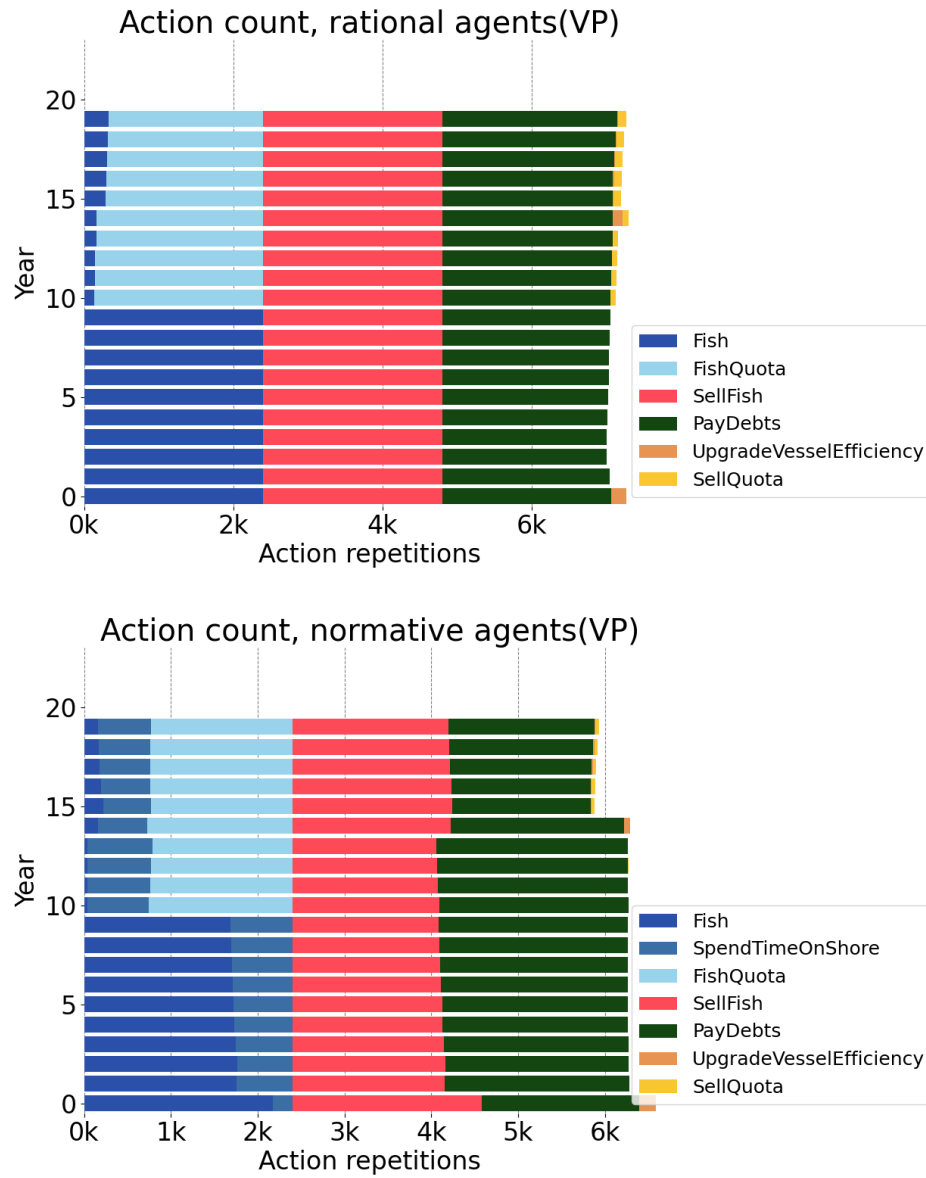 Action count, rational agents(VP)
20
15
10
5
0
Year
0k 2k 4k 6k
Action repetitions
Fish
FishQuota
SellFish
PayDebts
UpgradeVesselEfficiency
SellQuota
Action count, normative agents(VP)
20
15
10
5
0
Year
0k 1k 2k 3k 4k 5k 6k
Action repetitions
Fish
SpendTimeOnShore
FishQuota
SellFish
PayDebts
UpgradeVesselEfficiency
SellQuota